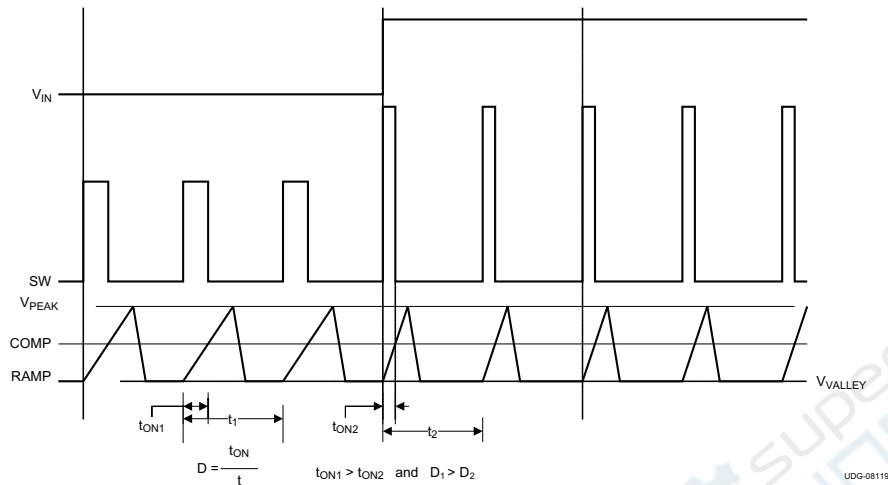 VIN
SW
VPEAK
COMP
RAMP
VVALLEY
tON1
t1
tON2
t2
D = tON
t
tON1 > tON2 and D1 > D2
UDG-08119